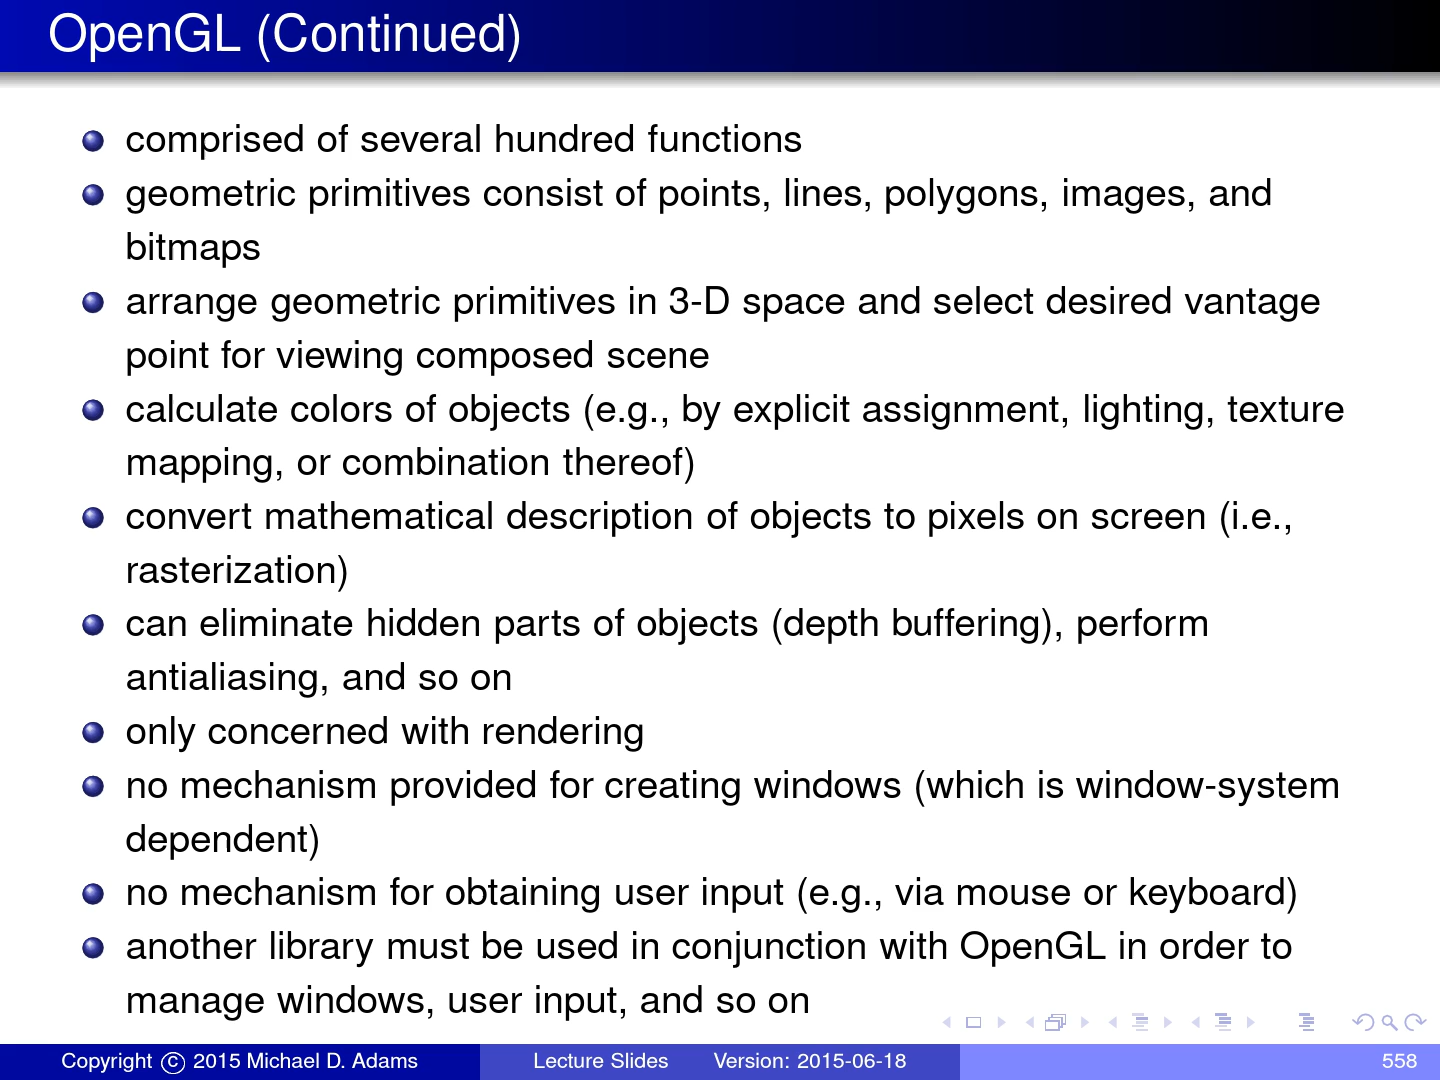 OpenGL (Continued)
comprised of several hundred functions
geometric primitives consist of points, lines, polygons, images, and
bitmaps
arrange geometric primitives in 3-D space and select desired vantage
point for viewing composed scene
calculate colors of objects (e.g., by explicit assignment, lighting, texture
mapping, or combination thereof)
convert mathematical description of objects to pixels on screen (i.e.,
rasterization)
can eliminate hidden parts of objects (depth buffering), perform
antialiasing, and so on
only concerned with rendering
no mechanism provided for creating windows (which is window-system
dependent)
no mechanism for obtaining user input (e.g., via mouse or keyboard)
another library must be used in conjunction with OpenGL in order to
manage windows, user input, and so on
Copyright © 2015 Michael D. Adams Lecture Slides Version: 2015-06-18 558